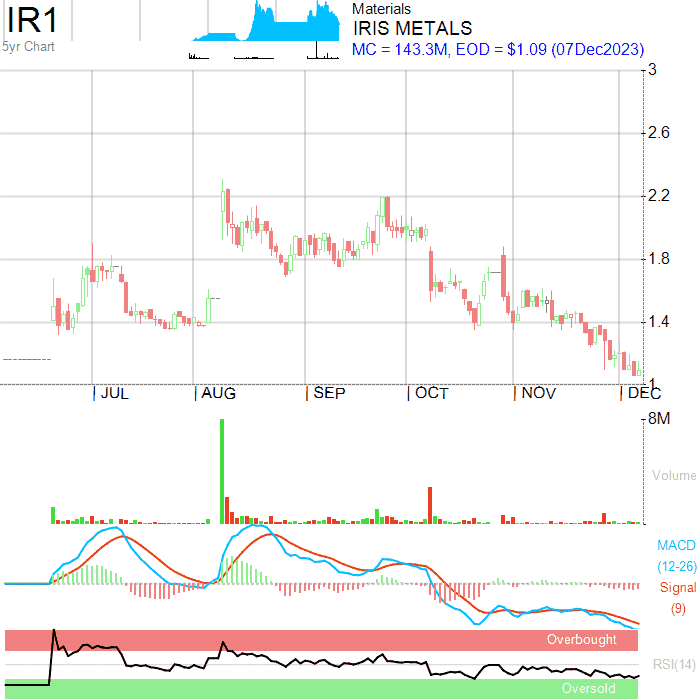 IR1
5yr Chart
Materials
IRIS METALS
MC = 143.3M, EOD = $1.09 (07Dec2023)
3
2.6
2.2
1.8
1.4
1
JUL
AUG
SEP
OCT
NOV
DEC
8M
Volume
MACD
(12-26)
Signal
(9)
Overbought
RSI(14)
Oversold